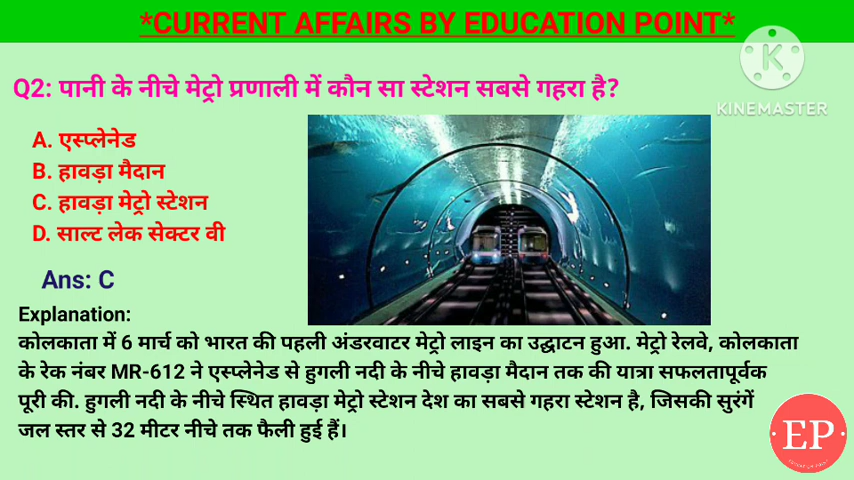 *CURRENT AFFAIRS BY EDUCATION POINT*
KINEMASTER
Q2: पानी के नीचे मेट्रो प्रणाली में कौन सा स्टेशन सबसे गहरा है?
A. एस्प्लेनेड
B. हावड़ा मैदान
C. हावड़ा मेट्रो स्टेशन
D. साल्ट लेक सेक्टर वी
Ans: C
Explanation:
कोलकाता में 6 मार्च को भारत की पहली अंडरवाटर मेट्रो लाइन का उद्घाटन हुआ. मेट्रो रेलवे, कोलकाता
के रेक नंबर MR-612 ने एस्प्लेनेड से हुगली नदी के नीचे हावड़ा मैदान तक की यात्रा सफलतापूर्वक
पूरी की. हुगली नदी के नीचे स्थित हावड़ा मेट्रो स्टेशन देश का सबसे गहरा स्टेशन है, जिसकी सुरंगें
जल स्तर से 32 मीटर नीचे तक फैली हुई हैं।
EP